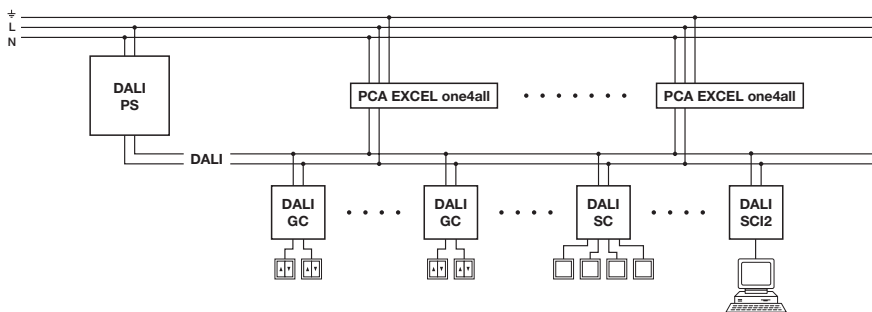 L
N
DALI
PS
PCA EXCEL one4all
PCA EXCEL one4all
DALI
DALI
GC
DALI
GC
DALI
SC
DALI
SCI2